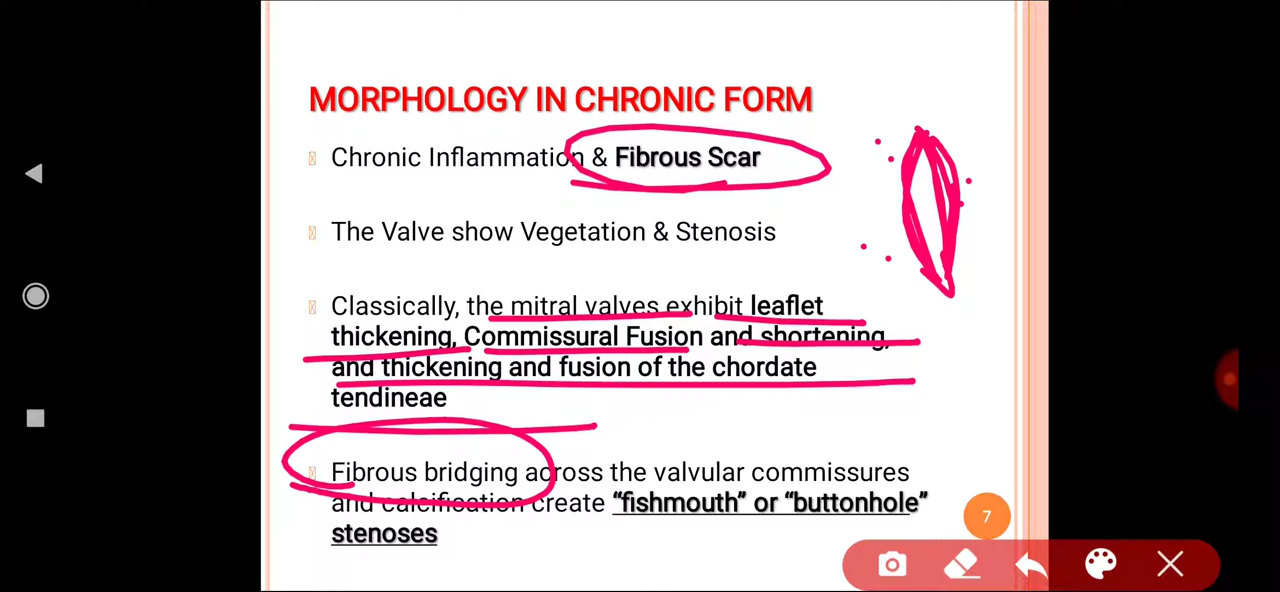 MORPHOLOGY IN CHRONIC FORM
Chronic Inflammation & Fibrous Scar
The Valve show Vegetation & Stenosis
Classically, the mitral valves exhibit leaflet
thickening, Commissural Fusion and shortening,
and thickening and fusion of the chordate
tendineae
Fibrous bridging across the valvular commissures
and calcification create “fishmouth” or “buttonhole”
stenoses
7